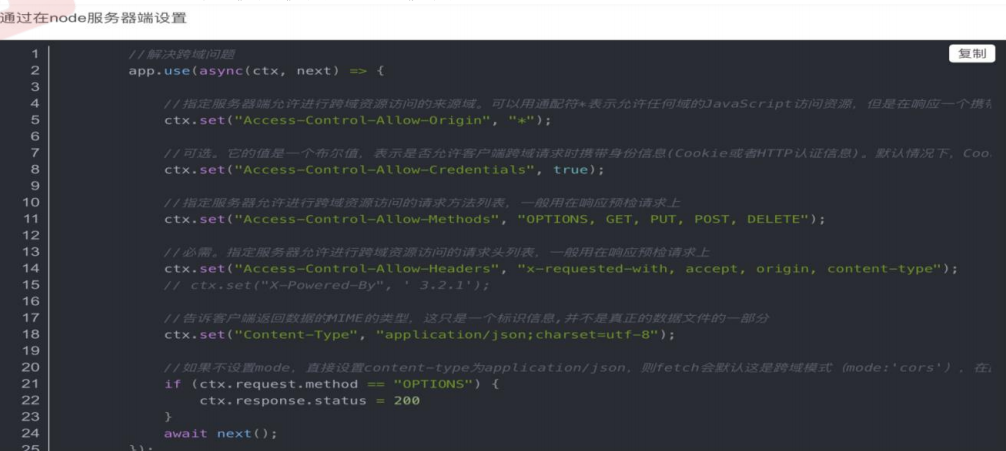 通过在node服务器端设置
复制
1 //解决跨域问题
2 app.use(async(ctx, next) => {
3
4 //指定服务器端允许进行跨域资源访问的来源域。可以用通配符*表示允许任何域的JavaScript访问资源，但是在响应一个携
5 ctx.set("Access-Control-Allow-Origin", "*");
6
7 //可选。它的值是一个布尔值，表示是否允许客户端跨域请求时携带身份信息(Cookie或者HTTP认证信息)。默认情况下，Coo
8 ctx.set("Access-Control-Allow-Credentials", true);
9
10 //指定服务器允许进行跨域资源访问的请求方法列表，一般用在响应预检请求上
11 ctx.set("Access-Control-Allow-Methods", "OPTIONS, GET, PUT, POST, DELETE");
12
13 //必需。指定服务器允许进行跨域资源访问的请求头列表，一般用在响应预检请求上
14 ctx.set("Access-Control-Allow-Headers", "x-requested-with, accept, origin, content-type");
15 // ctx.set("X-Powered-By", ' 3.2.1');
16
17 //告诉客户端返回数据的MIME的类型，这只是一个标识信息,并不是真正的数据文件的一部分
18 ctx.set("Content-Type", "application/json;charset=utf-8");
19
20 //如果不设置mode，直接设置content-type为application/json，则fetch会默认这是跨域模式（mode:'cors'），在
21 if (ctx.request.method == "OPTIONS") {
22 ctx.response.status = 200
23 }
24 await next();
25 });